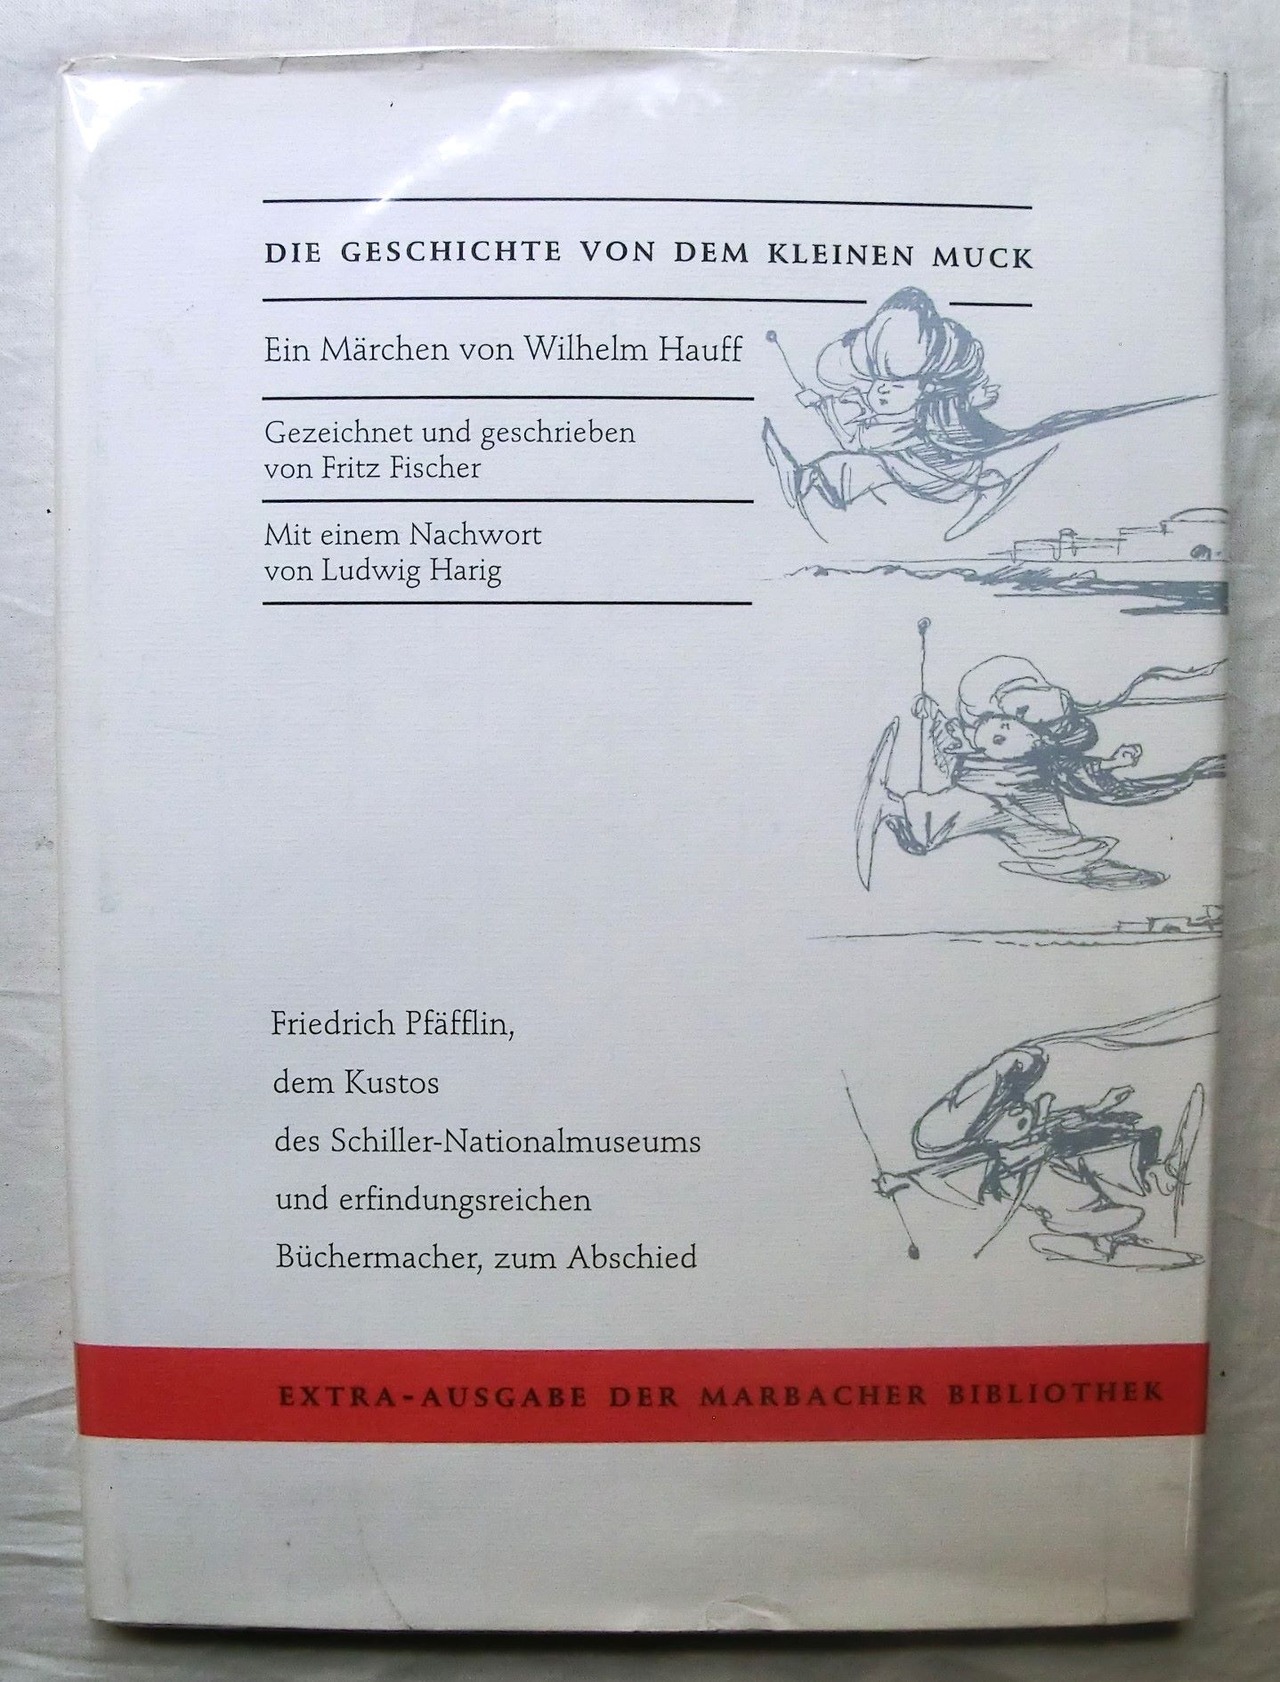 DIE GESCHICHTE VON DEM KLEINEN MUCK
Ein Märchen von Wilhelm Hauff
Gezeichnet und geschrieben
von Fritz Fischer
Mit einem Nachwort
von Ludwig Harig
Friedrich Pfäfflin,
dem Kustos
des Schiller-Nationalmuseums
und erfindungsreichen
Büchermacher, zum Abschied
EXTRA-AUSGABE DER MARBACHER BIBLIOTHEK